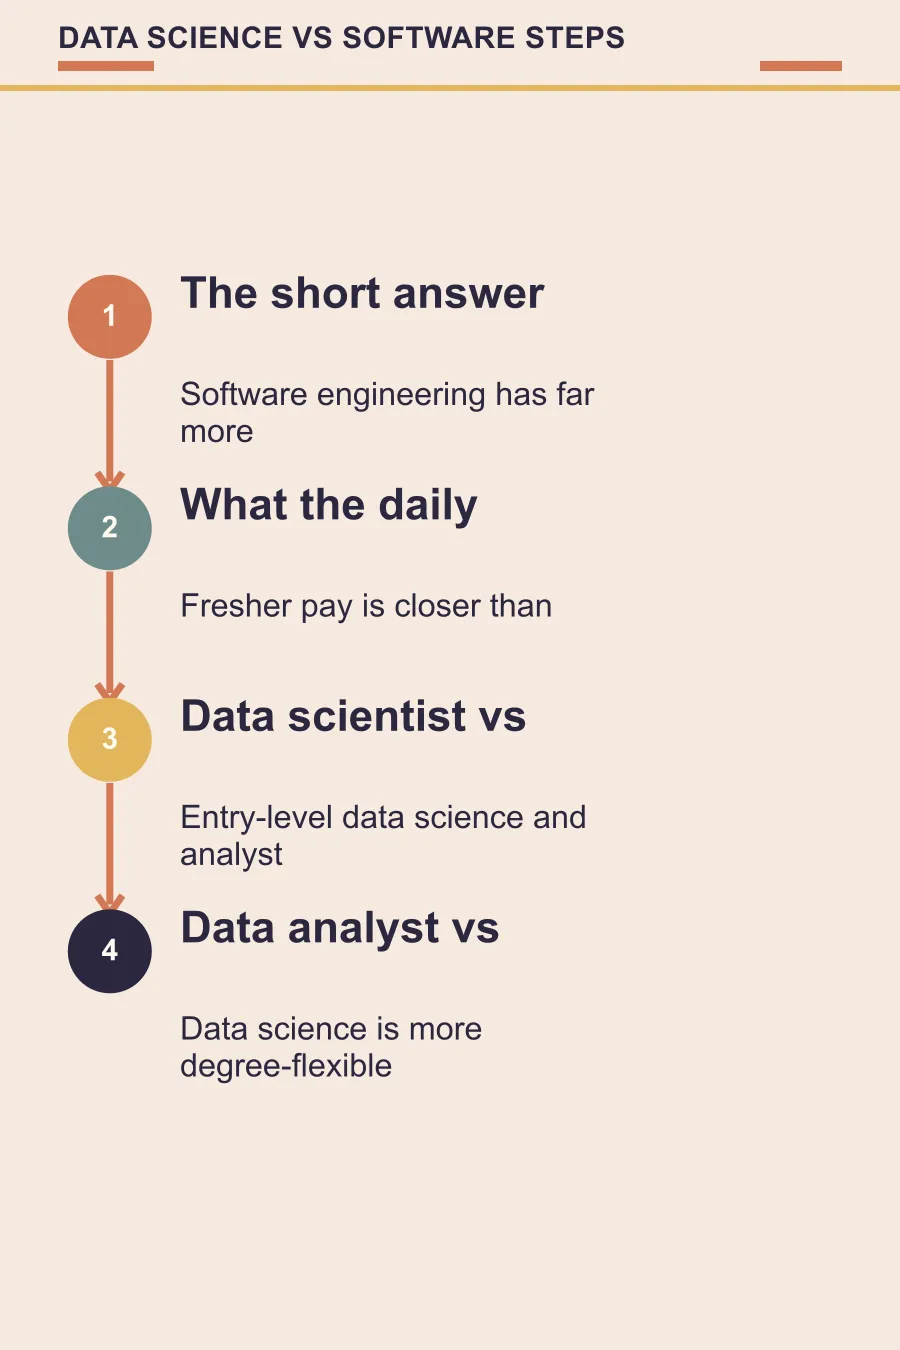 DATA SCIENCE VS SOFTWARE STEPS
1
The short answer
Software engineering has far
more
2
What the daily
Fresher pay is closer than
3
Data scientist vs
Entry-level data science and
analyst
4
Data analyst vs
Data science is more
degree-flexible